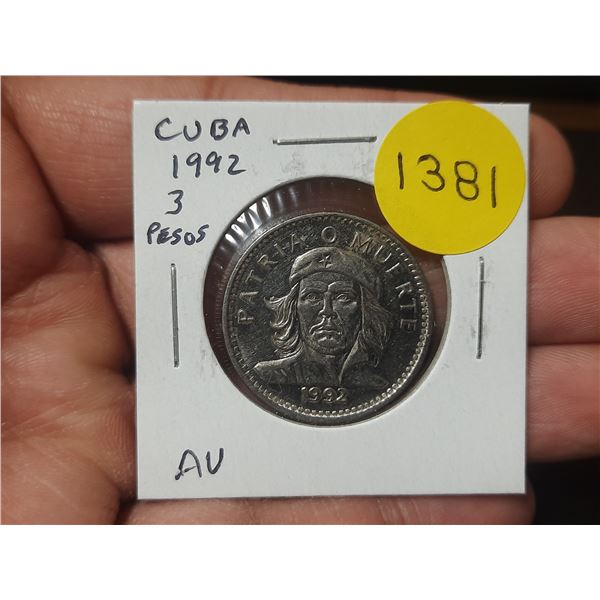 CUBA
1992
3
PESOS
1381
PATRIA O MUERTE
1992
AU